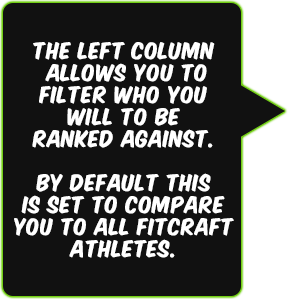 THE LEFT COLUMN
ALLOWS YOU TO
FILTER WHO YOU
WILL TO BE
RANKED AGAINST.
BY DEFAULT THIS
IS SET TO COMPARE
YOU TO ALL FITCRAFT
ATHLETES.